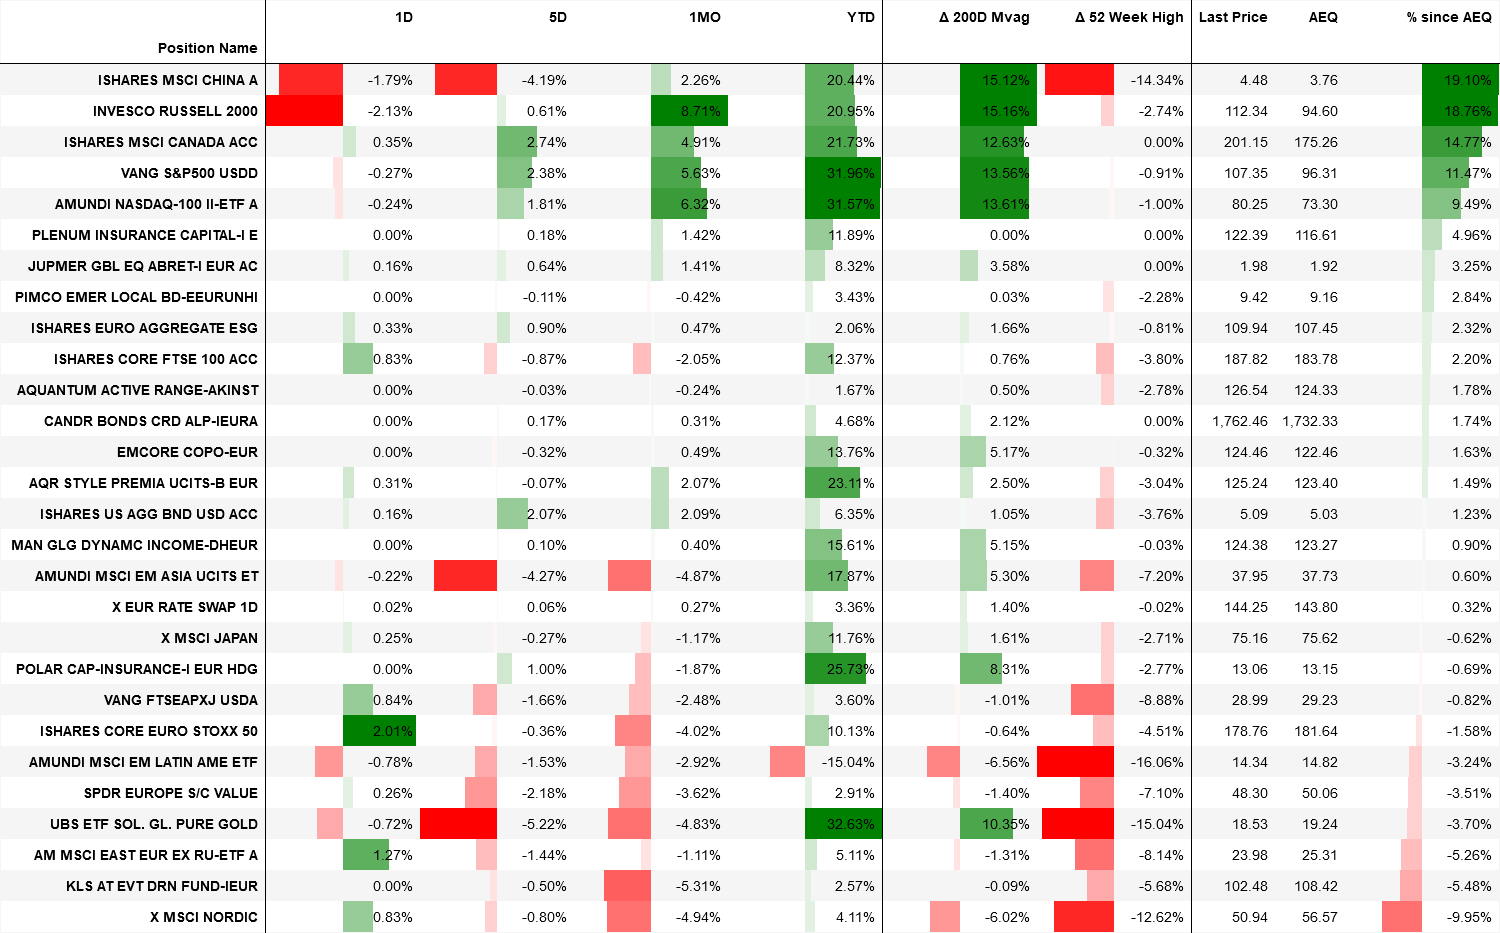 1D 5D 1MO YTD Δ 200D Mvag Δ 52 Week High Last Price AEQ % since AEQ
Position Name
ISHARES MSCI CHINA A -1.79% -4.19% 2.26% 20.44% 15.12% -14.34% 4.48 3.76 19.10%
INVESCO RUSSELL 2000 -2.13% 0.61% 8.71% 20.95% 15.16% -2.74% 112.34 94.60 18.76%
ISHARES MSCI CANADA ACC 0.35% 2.74% 4.91% 21.73% 12.63% 0.00% 201.15 175.26 14.77%
VANG S&P500 USDD -0.27% 2.38% 5.63% 31.96% 13.56% -0.91% 107.35 96.31 11.47%
AMUNDI NASDAQ-100 II-ETF A -0.24% 1.81% 6.32% 31.57% 13.61% -1.00% 80.25 73.30 9.49%
PLENUM INSURANCE CAPITAL-I E 0.00% 0.18% 1.42% 11.89% 0.00% 0.00% 122.39 116.61 4.96%
JUPMER GBL EQ ABRET-I EUR AC 0.16% 0.64% 1.41% 8.32% 3.58% 0.00% 1.98 1.92 3.25%
PIMCO EMER LOCAL BD-EEURUNHI 0.00% -0.11% -0.42% 3.43% 0.03% -2.28% 9.42 9.16 2.84%
ISHARES EURO AGGREGATE ESG 0.33% 0.90% 0.47% 2.06% 1.66% -0.81% 109.94 107.45 2.32%
ISHARES CORE FTSE 100 ACC 0.83% -0.87% -2.05% 12.37% 0.76% -3.80% 187.82 183.78 2.20%
AQUANTUM ACTIVE RANGE-AKINST 0.00% -0.03% -0.24% 1.67% 0.50% -2.78% 126.54 124.33 1.78%
CANDR BONDS CRD ALP-IEURA 0.00% 0.17% 0.31% 4.68% 2.12% 0.00% 1,762.46 1,732.33 1.74%
EMCORE COPO-EUR 0.00% -0.32% 0.49% 13.76% 5.17% -0.32% 124.46 122.46 1.63%
AQR STYLE PREMIA UCITS-B EUR 0.31% -0.07% 2.07% 23.11% 2.50% -3.04% 125.24 123.40 1.49%
ISHARES US AGG BND USD ACC 0.16% 2.07% 2.09% 6.35% 1.05% -3.76% 5.09 5.03 1.23%
MAN GLG DYNAMC INCOME-DHEUR 0.00% 0.10% 0.40% 15.61% 5.15% -0.03% 124.38 123.27 0.90%
AMUNDI MSCI EM ASIA UCITS ET -0.22% -4.27% -4.87% 17.87% 5.30% -7.20% 37.95 37.73 0.60%
X EUR RATE SWAP 1D 0.02% 0.06% 0.27% 3.36% 1.40% -0.02% 144.25 143.80 0.32%
X MSCI JAPAN 0.25% -0.27% -1.17% 11.76% 1.61% -2.71% 75.16 75.62 -0.62%
POLAR CAP-INSURANCE-I EUR HDG 0.00% 1.00% -1.87% 25.73% 8.31% -2.77% 13.06 13.15 -0.69%
VANG FTSEAPXJ USDA 0.84% -1.66% -2.48% 3.60% -1.01% -8.88% 28.99 29.23 -0.82%
ISHARES CORE EURO STOXX 50 2.01% -0.36% -4.02% 10.13% -0.64% -4.51% 178.76 181.64 -1.58%
AMUNDI MSCI EM LATIN AME ETF -0.78% -1.53% -2.92% -15.04% -6.56% -16.06% 14.34 14.82 -3.24%
SPDR EUROPE S/C VALUE 0.26% -2.18% -3.62% 2.91% -1.40% -7.10% 48.30 50.06 -3.51%
UBS ETF SOL. GL. PURE GOLD -0.72% -5.22% -4.83% 32.63% 10.35% -15.04% 18.53 19.24 -3.70%
AM MSCI EAST EUR EX RU-ETF A 1.27% -1.44% -1.11% 5.11% -1.31% -8.14% 23.98 25.31 -5.26%
KLS AT EVT DRN FUND-IEUR 0.00% -0.50% -5.31% 2.57% -0.09% -5.68% 102.48 108.42 -5.48%
X MSCI NORDIC 0.83% -0.80% -4.94% 4.11% -6.02% -12.62% 50.94 56.57 -9.95%